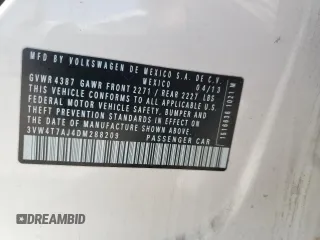 MFD. BY VOLKSWAGEN DE MEXICO S.A. DE C.V.
MEXICO 04/13
GVWR 4387 GAWR FRONT 2271 / REAR 2227 LBS
THIS VEHICLE CONFORMS TO ALL APPLICABLE
FEDERAL MOTOR VEHICLE SAFETY, BUMPER AND
THEFT PREVENTION STANDARDS IN EFFECT ON
THE DATE OF MANUFACTURE SHOWN ABOVE.
3VW4T7AJ4DM288209
PASSENGER CAR
1021 M
BIDHISTORY